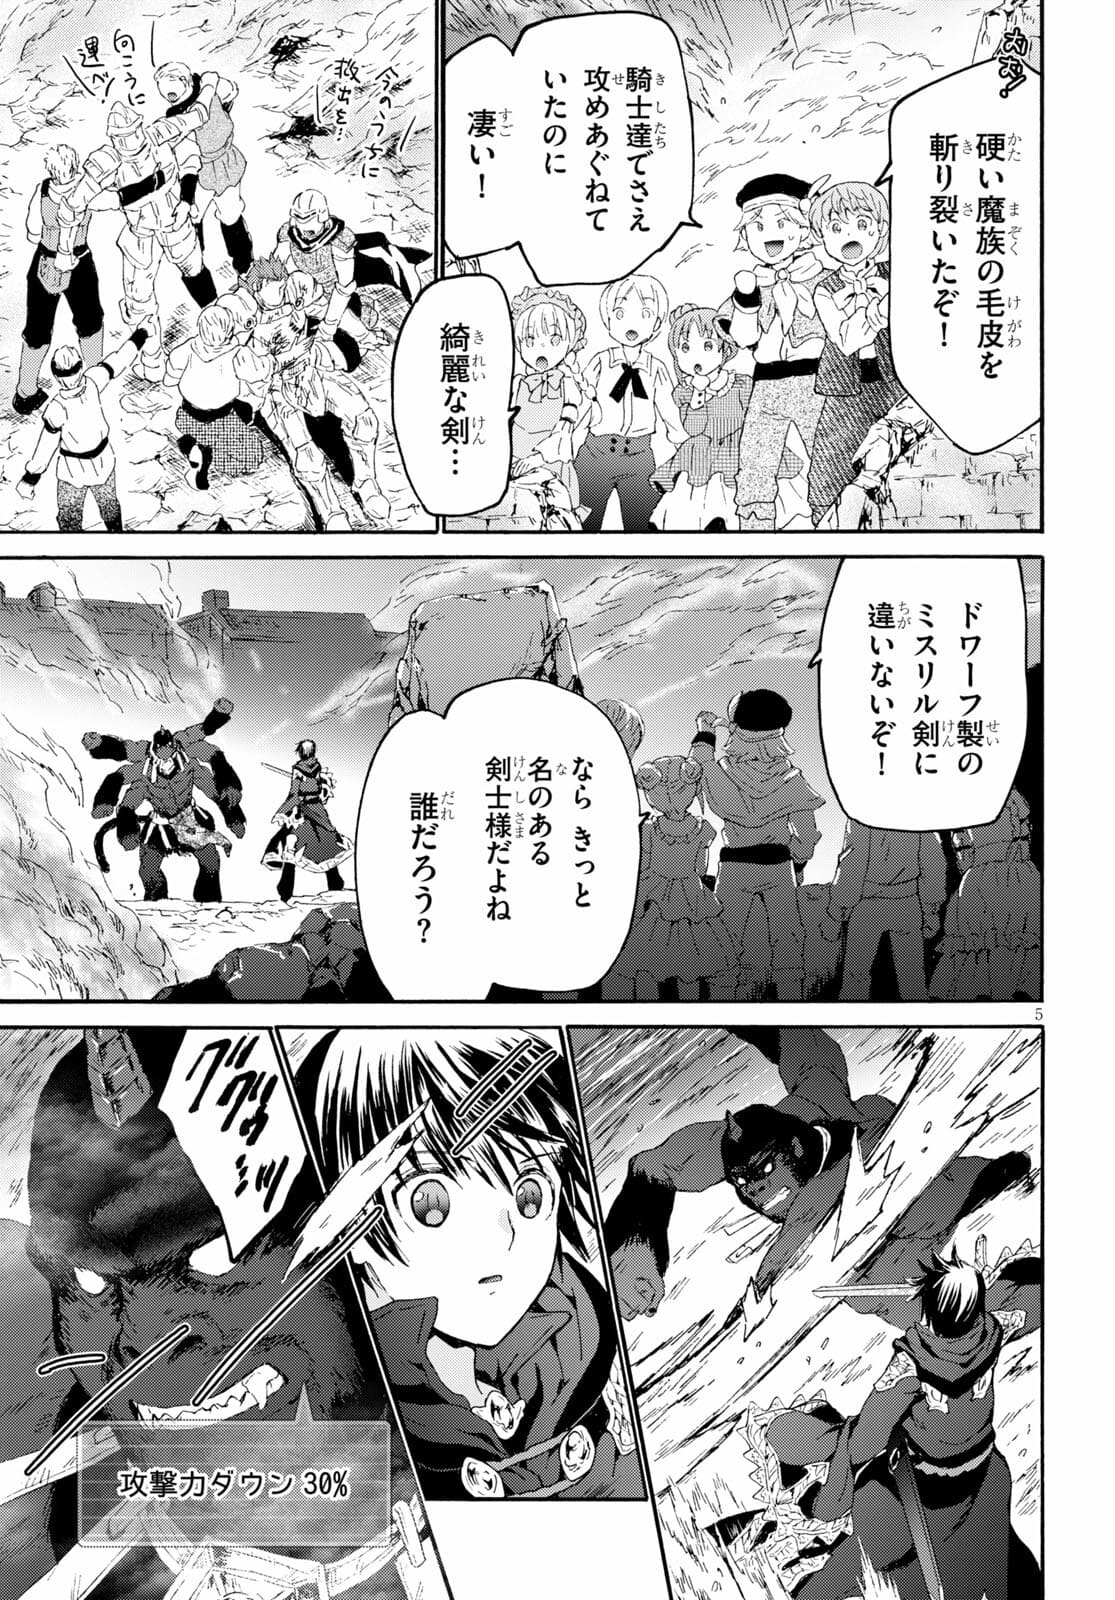 おお!
硬い魔族の毛皮を
斬り裂いたぞ!
騎士達でさえ
攻めあぐねて
いたのに
凄い!
綺麗な剣…
今のうちに
救出を…
向こうに
運べ!
ドワーフ製の
ミスリル剣に
違いないぞ!
なら きっと
名のある
剣士様だよね
誰だろう?
5
グググッ
攻撃力ダウン 30%